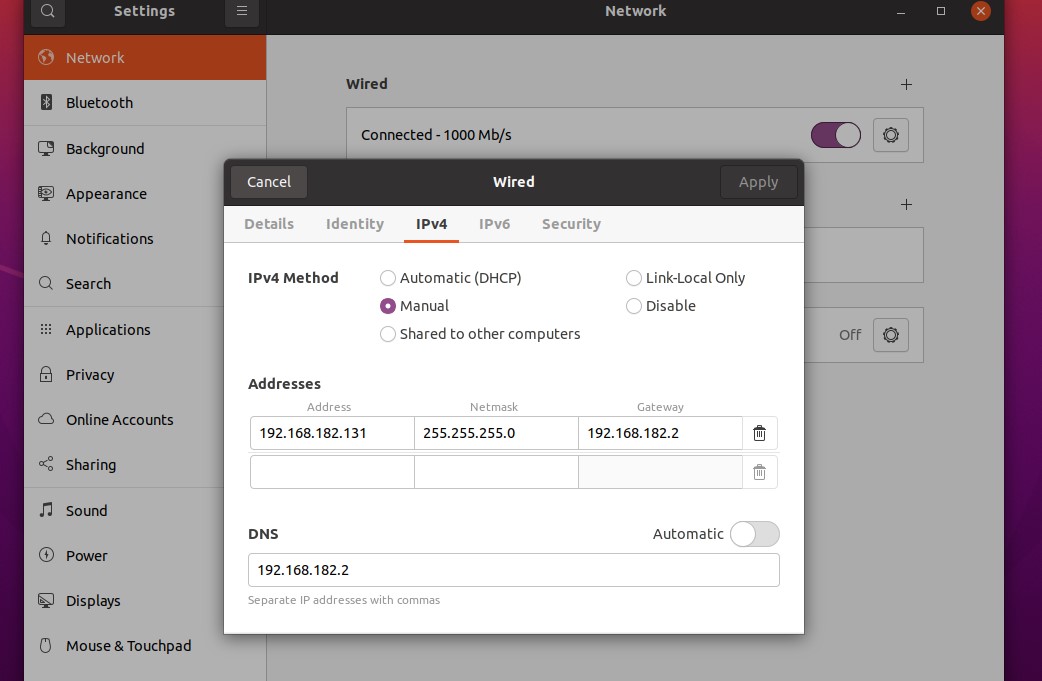 Settings
Network
Network
Bluetooth
Background
Appearance
Notifications
Search
Applications
Privacy
Online Accounts
Sharing
Sound
Power
Displays
Mouse & Touchpad
Wired
Connected - 1000 Mb/s
Off
Cancel
Wired
Apply
Details Identity IPv4 IPv6 Security
IPv4 Method
Automatic (DHCP)
Link-Local Only
Manual
Disable
Shared to other computers
Addresses
Address Netmask Gateway
192.168.182.131 255.255.255.0 192.168.182.2
DNS
Automatic
192.168.182.2
Separate IP addresses with commas